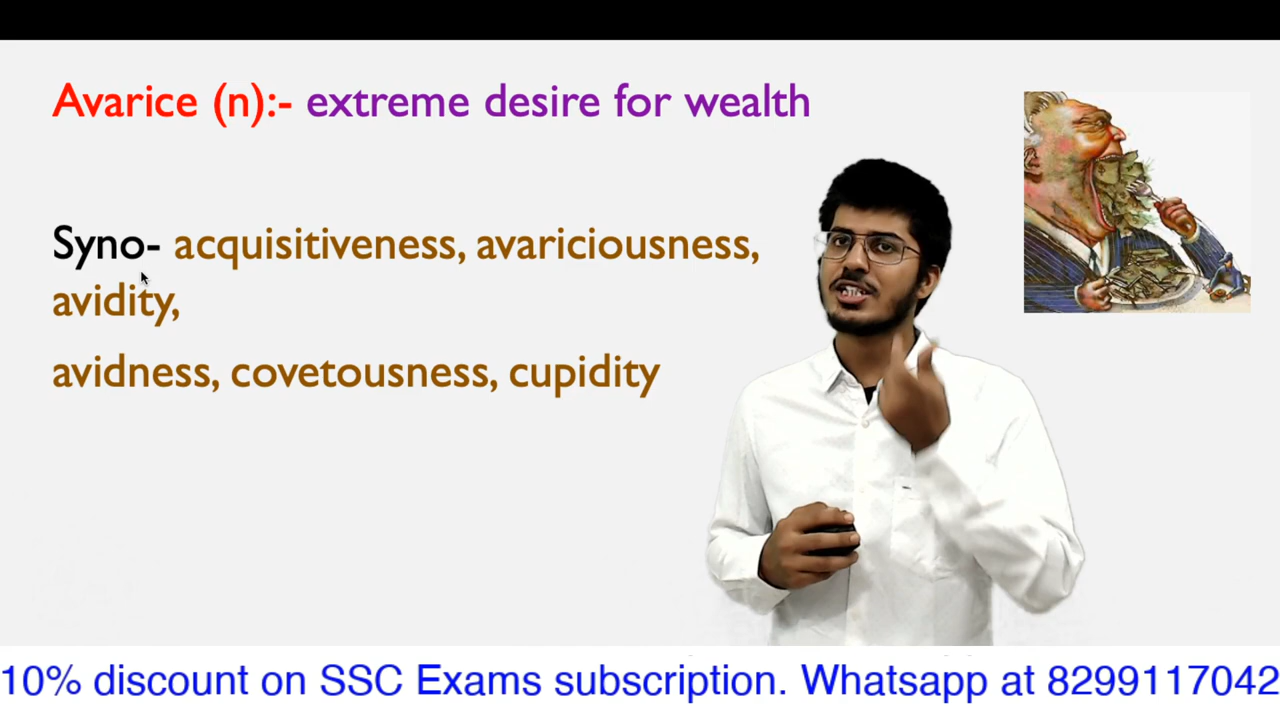 Avarice (n):- extreme desire for wealth
Syno- acquisitiveness, avariciousness,
avidity,
avidness, covetousness, cupidity
10% discount on SSC Exams subscription. Whatsapp at 8299117042